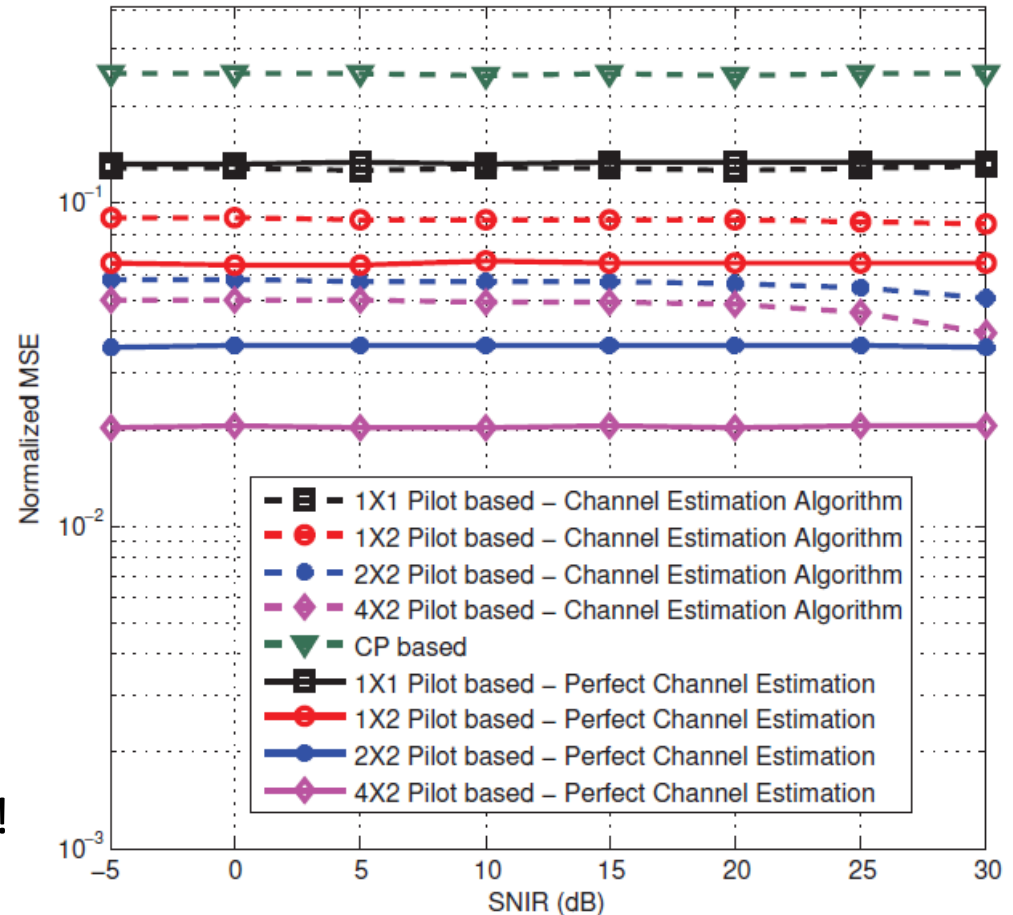 Normalized MSE
10⁻¹
10⁻²
10⁻³
−5 0 5 10 15 20 25 30
SNIR (dB)
1X1 Pilot based − Channel Estimation Algorithm
1X2 Pilot based − Channel Estimation Algorithm
2X2 Pilot based − Channel Estimation Algorithm
4X2 Pilot based − Channel Estimation Algorithm
CP based
1X1 Pilot based − Perfect Channel Estimation
1X2 Pilot based − Perfect Channel Estimation
2X2 Pilot based − Perfect Channel Estimation
4X2 Pilot based − Perfect Channel Estimation
!